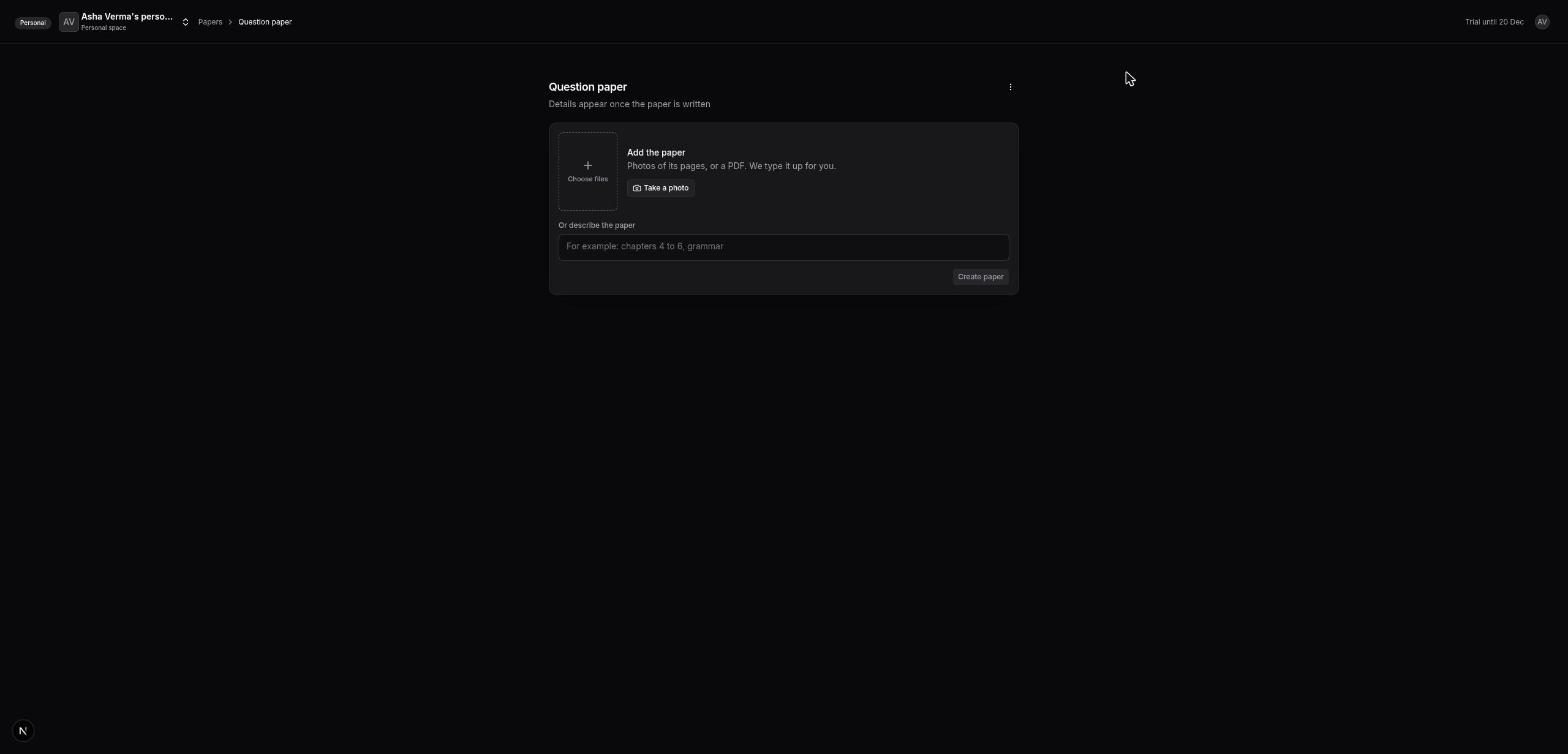 Personal
AV
Asha Verma's perso...
Personal space
Papers > Question paper
Trial until 20 Dec
AV
Question paper
Details appear once the paper is written
Choose files
Add the paper
Photos of its pages, or a PDF. We type it up for you.
Take a photo
Or describe the paper
For example: chapters 4 to 6, grammar
Create paper
N